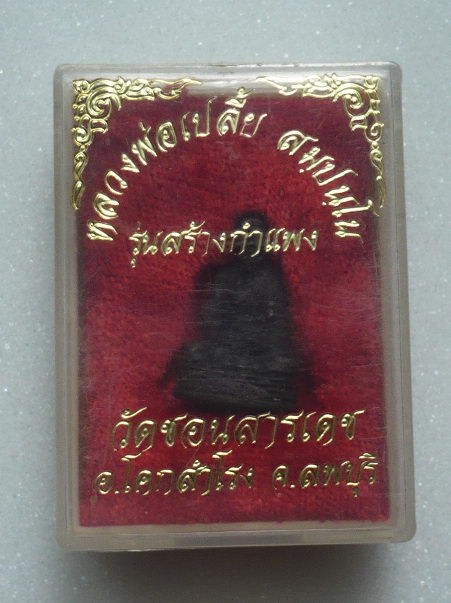 หลวงพ่อเปลี้ย สมฺปนฺโน
รุ่นสร้างกำแพง
วัดชอนสารเดช
อ.โคกสำโรง จ.ลพบุริ